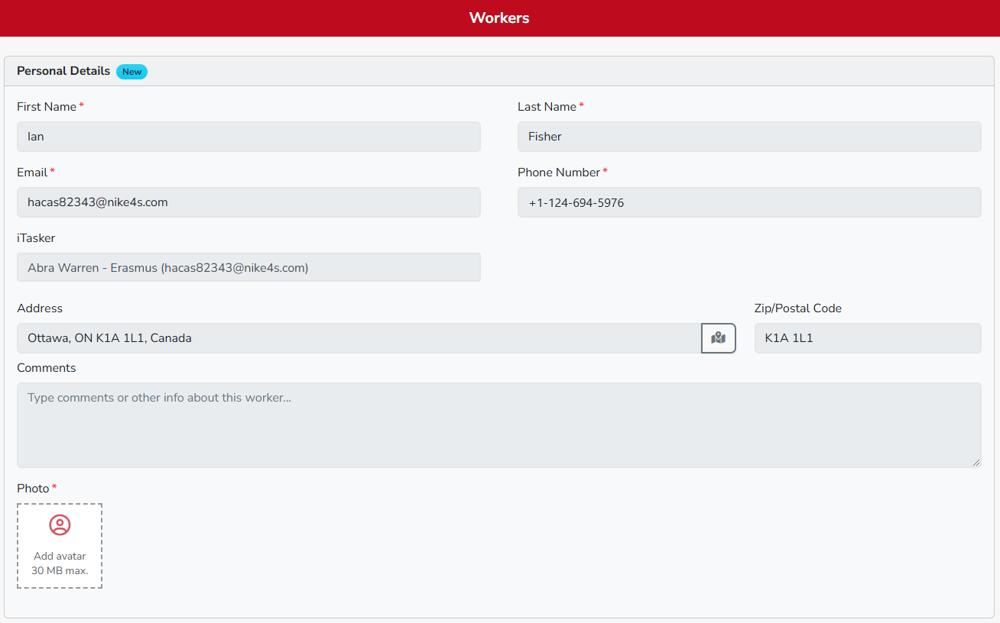 Workers
Personal Details New
First Name * Last Name *
Ian Fisher
Email * Phone Number *
hacas82343@nike4s.com +1-124-694-5976
iTasker
Abra Warren - Erasmus (hacas82343@nike4s.com)
Address Zip/Postal Code
Ottawa, ON K1A 1L1, Canada K1A 1L1
Comments
Type comments or other info about this worker...
Photo *
Add avatar
30 MB max.